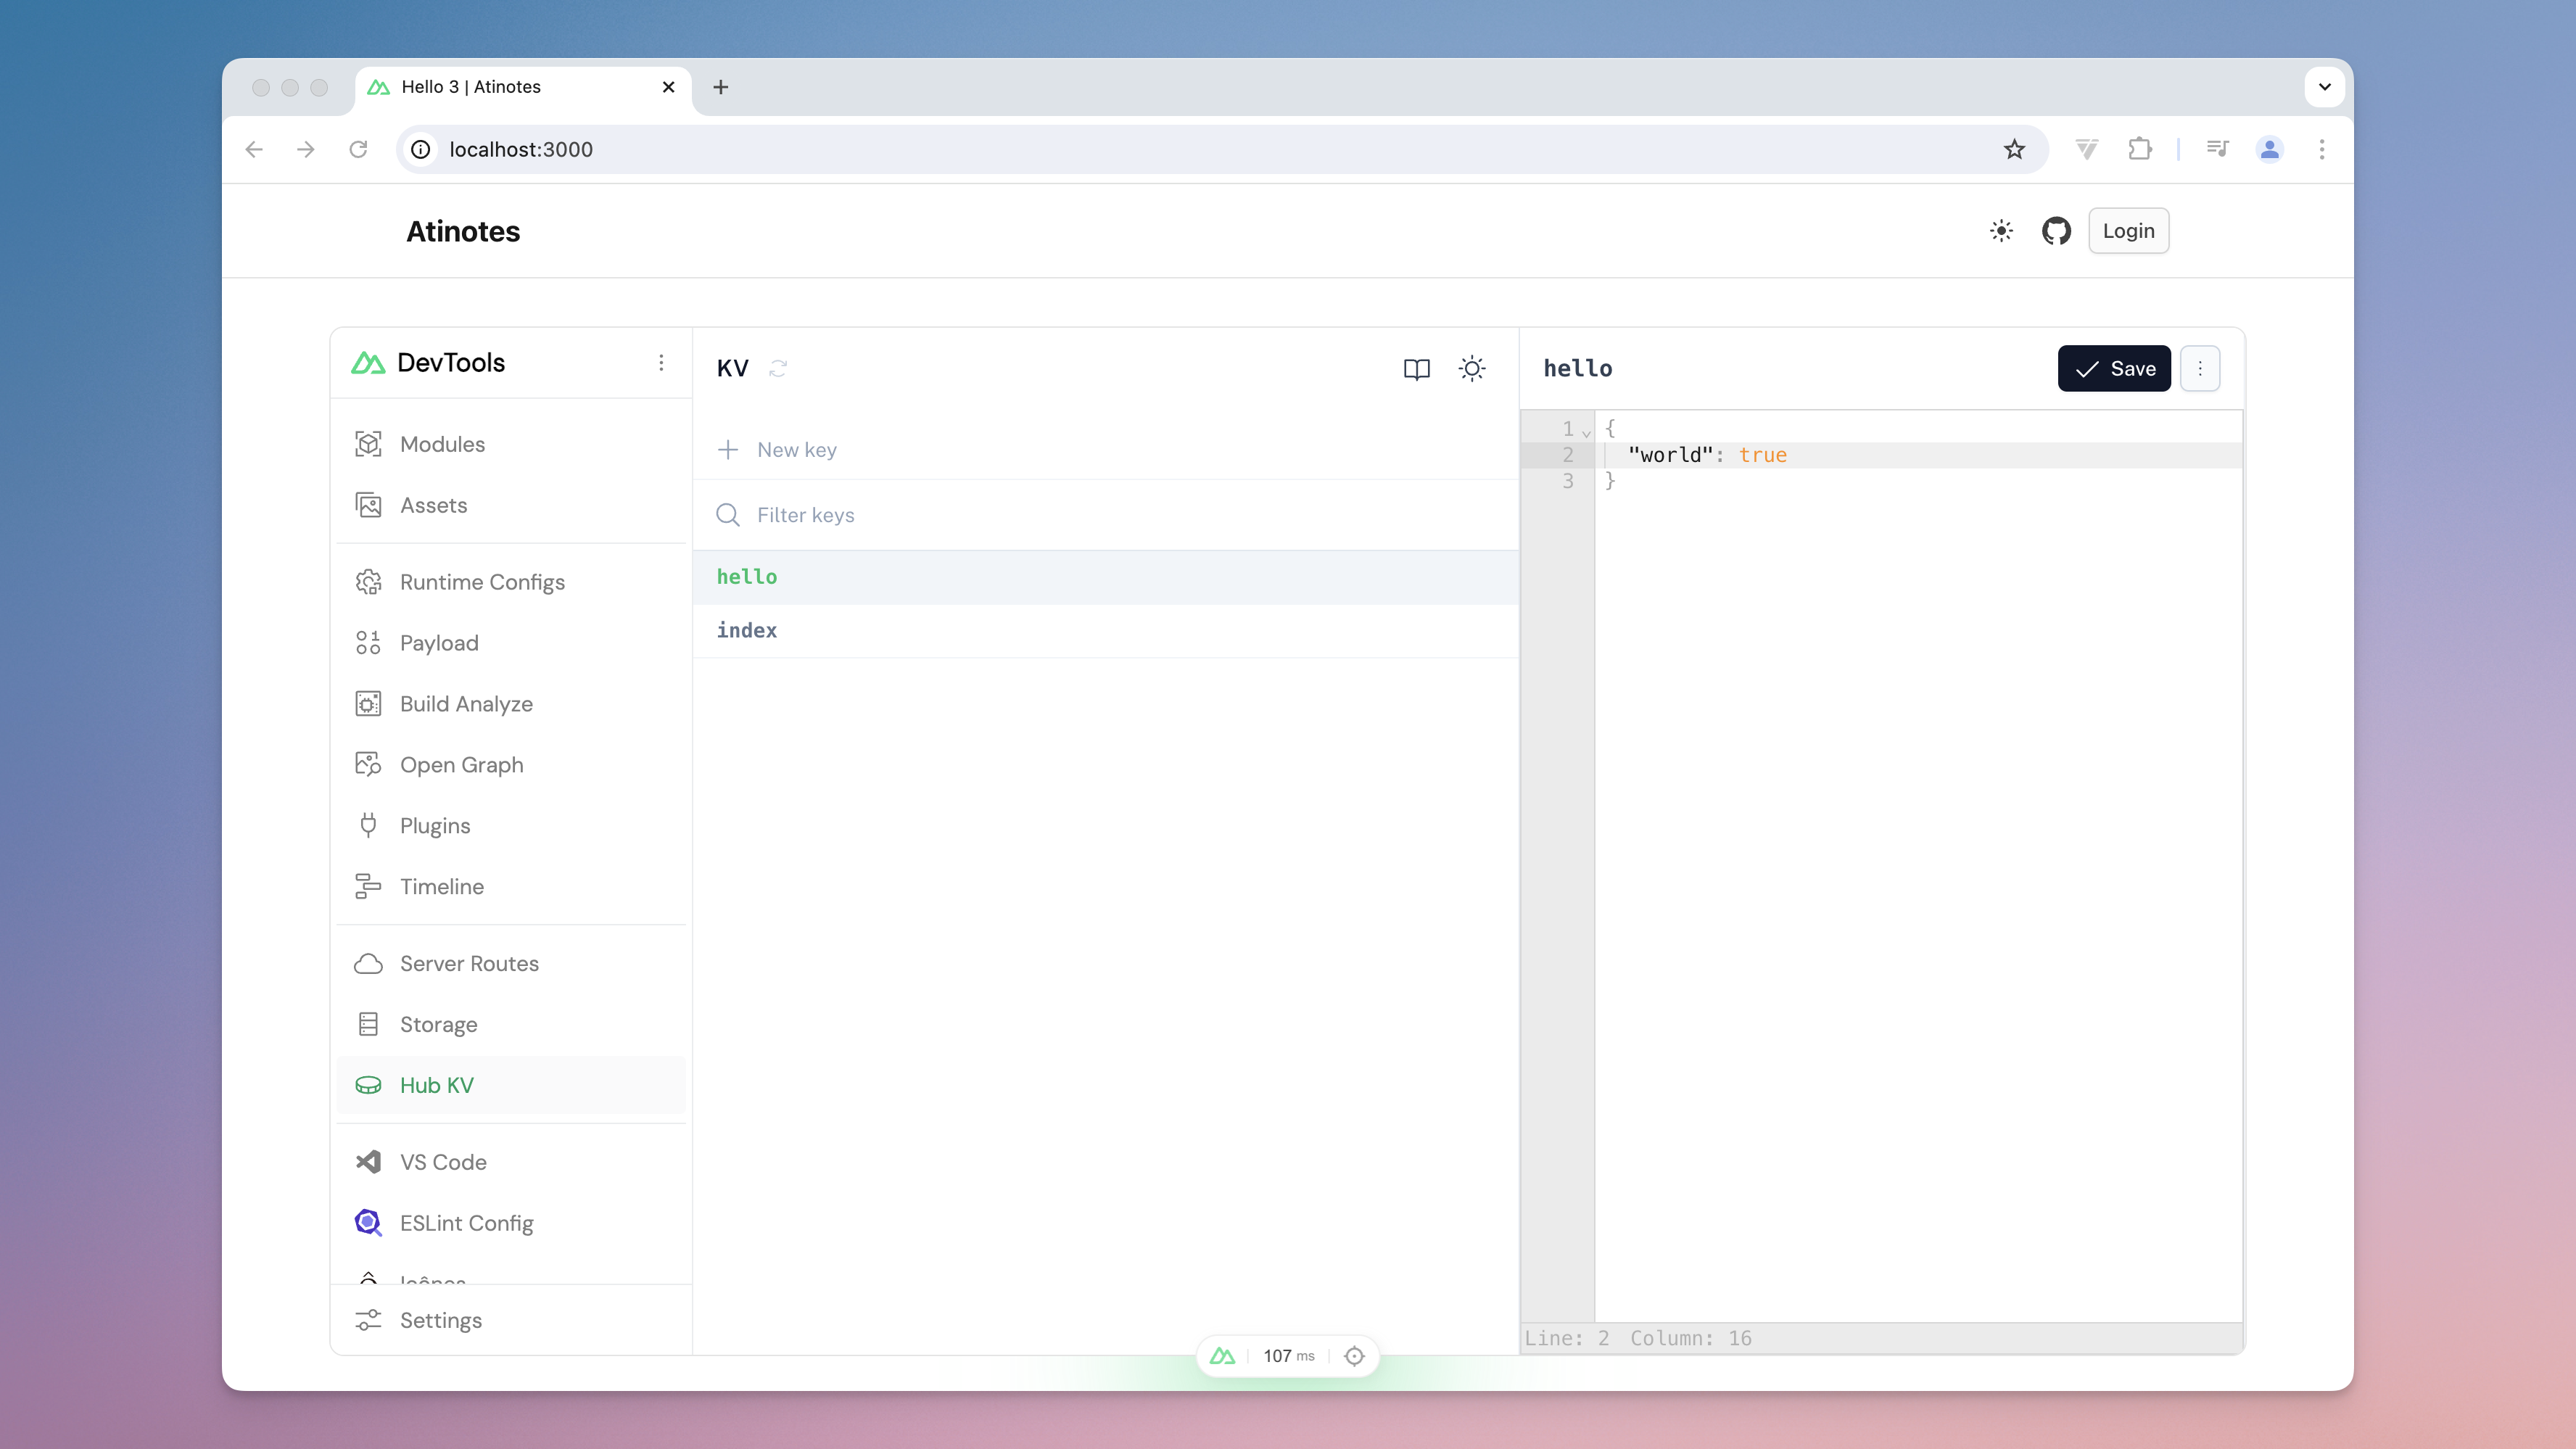 Hello 3 | Atinotes
localhost:3000
Atinotes
Login
DevTools
Modules
Assets
Runtime Configs
Payload
Build Analyze
Open Graph
Plugins
Timeline
Server Routes
Storage
Hub KV
VS Code
ESLint Config
Icônes
Settings
KV
New key
Filter keys
hello
index
hello
Save
1 {
2 "world": true
3 }
Line: 2 Column: 16
107 ms